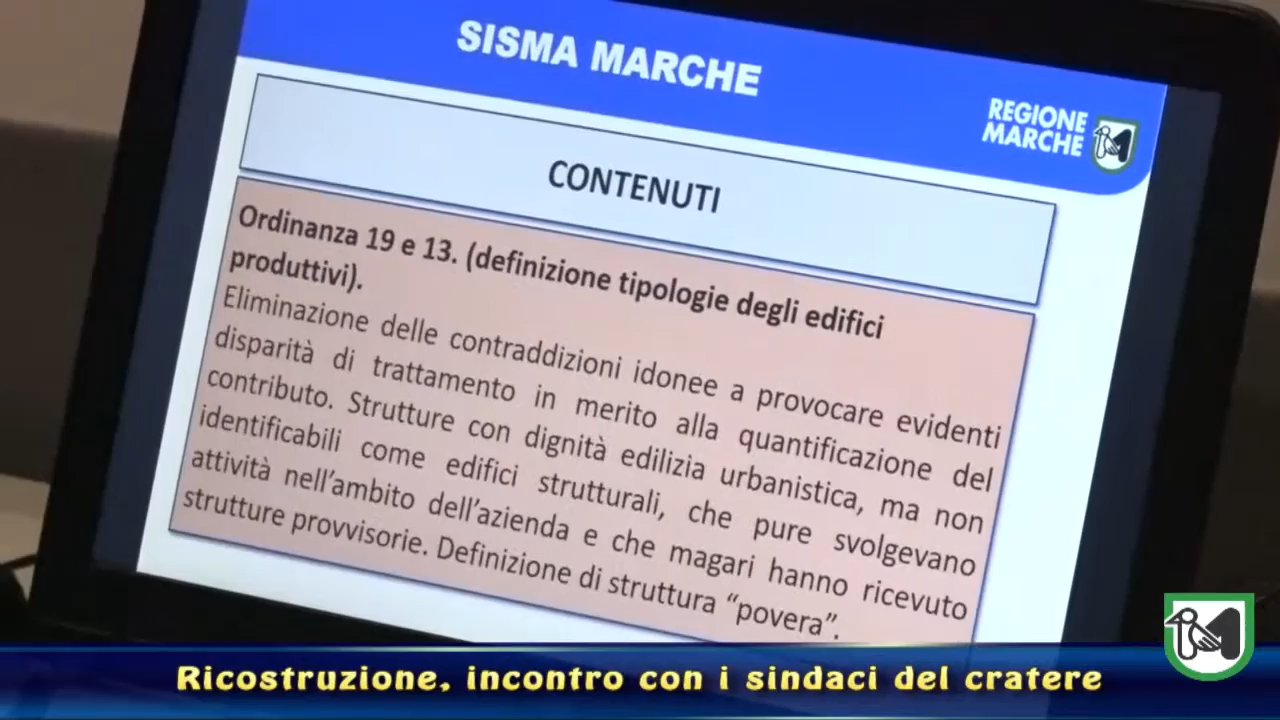 SISMA MARCHE
REGIONE
MARCHE
CONTENUTI
Ordinanza 19 e 13. (definizione tipologie degli edifici
produttivi).
Eliminazione delle contraddizioni idonee a provocare evidenti
disparità di trattamento in merito alla quantificazione del
contributo. Strutture con dignità edilizia urbanistica, ma non
identificabili come edifici strutturali, che pure svolgevano
attività nell’ambito dell’azienda e che magari hanno ricevuto
strutture provvisorie. Definizione di struttura “povera”.
Ricostruzione, incontro con i sindaci del cratere